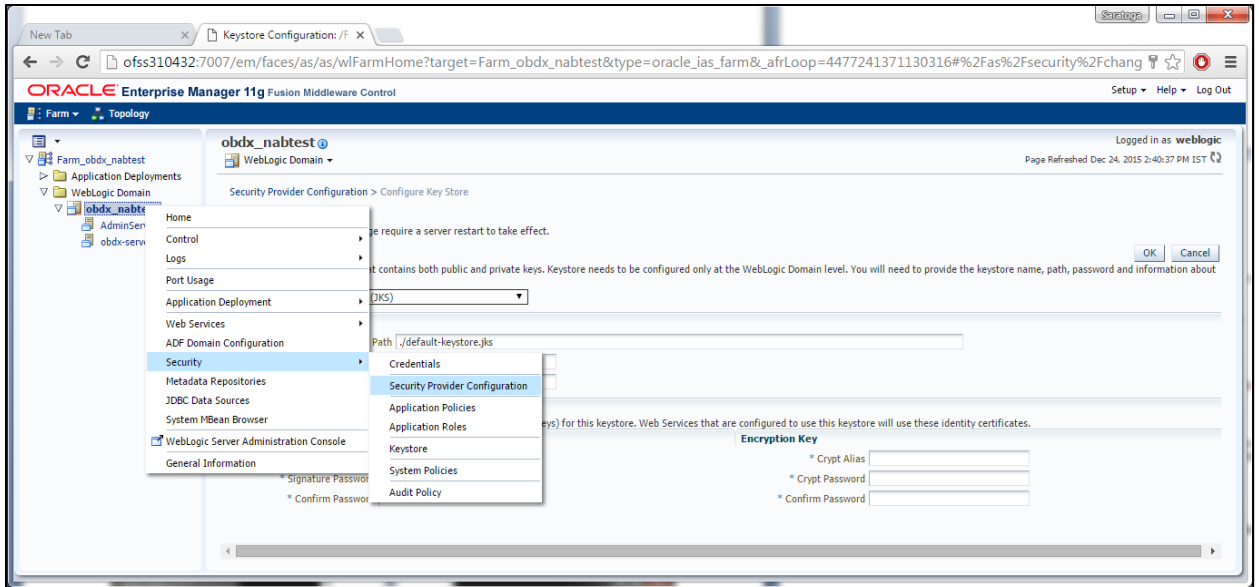 Saratoga
New Tab
Keystore Configuration: /F
ofss310432:7007/em/faces/as/as/wlFarmHome?target=Farm_obdx_nabtest&type=oracle_ias_farm&_afrLoop=4477241371130316#%2Fas%2Fsecurity%2Fchang
ORACLE Enterprise Manager 11g Fusion Middleware Control
Setup Help Log Out
Farm Topology
obdx_nabtest
Logged in as weblogic
Farm_obdx_nabtest
WebLogic Domain
Page Refreshed Dec 24, 2015 2:40:37 PM IST
Application Deployments
WebLogic Domain
Security Provider Configuration > Configure Key Store
obdx_nabte
AdminSer
obdx-serv
Home
Control
Logs
Port Usage
Application Deployment
Web Services
ADF Domain Configuration
Security
Metadata Repositories
JDBC Data Sources
System MBean Browser
WebLogic Server Administration Console
General Information
ge require a server restart to take effect.
OK Cancel
at contains both public and private keys. Keystore needs to be configured only at the WebLogic Domain level. You will need to provide the keystore name, path, password and information about
(JKS)
Path ./default-keystore.jks
Credentials
Security Provider Configuration
Application Policies
Application Roles
Keystore
System Policies
Audit Policy
eys) for this keystore. Web Services that are configured to use this keystore will use these identity certificates.
Encryption Key
* Crypt Alias
* Signature Passwor
* Crypt Password
* Confirm Passwor
* Confirm Password